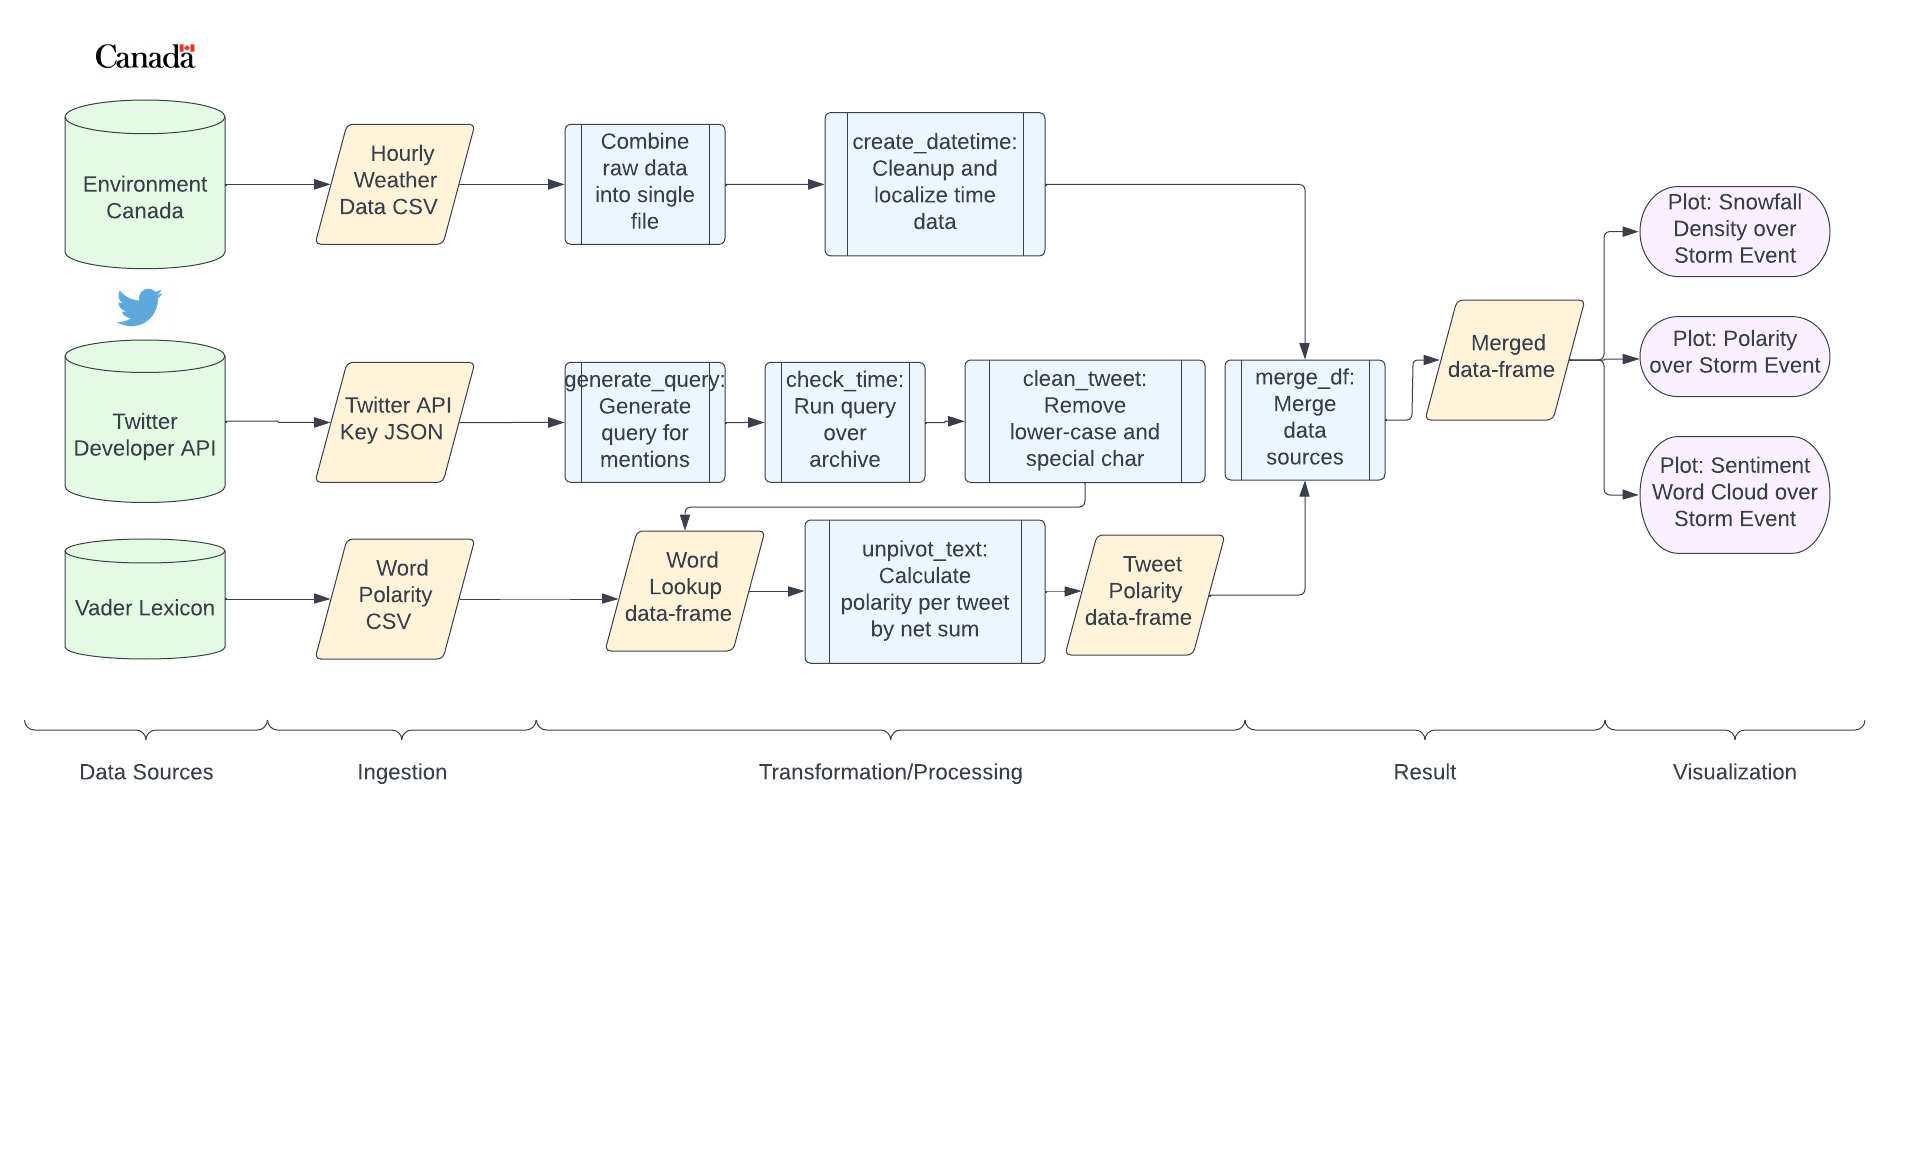 Canada
Environment
Canada
Hourly
Weather
Data CSV
Combine
raw data
into single
file
create_datetime:
Cleanup and
localize time
data
Twitter
Developer API
Twitter API
Key JSON
generate_query:
Generate
query for
mentions
check_time:
Run query
over
archive
clean_tweet:
Remove
lower-case and
special char
merge_df:
Merge
data
sources
Merged
data-frame
Plot: Snowfall
Density over
Storm Event
Plot: Polarity
over Storm Event
Plot: Sentiment
Word Cloud over
Storm Event
Vader Lexicon
Word
Polarity
CSV
Word
Lookup
data-frame
unpivot_text:
Calculate
polarity per tweet
by net sum
Tweet
Polarity
data-frame
Data Sources
Ingestion
Transformation/Processing
Result
Visualization